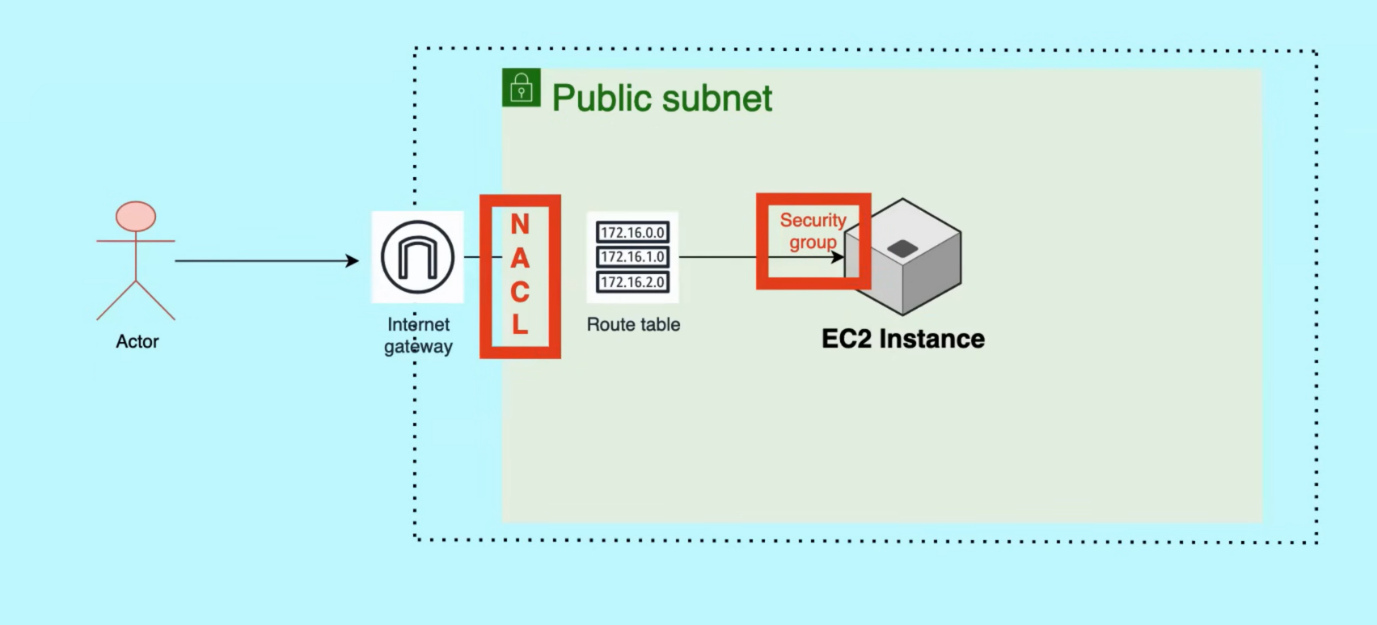 Public subnet
Actor
Internet
gateway
N
A
C
L
172.16.0.0
172.16.1.0
172.16.2.0
Route table
Security
group
EC2 Instance